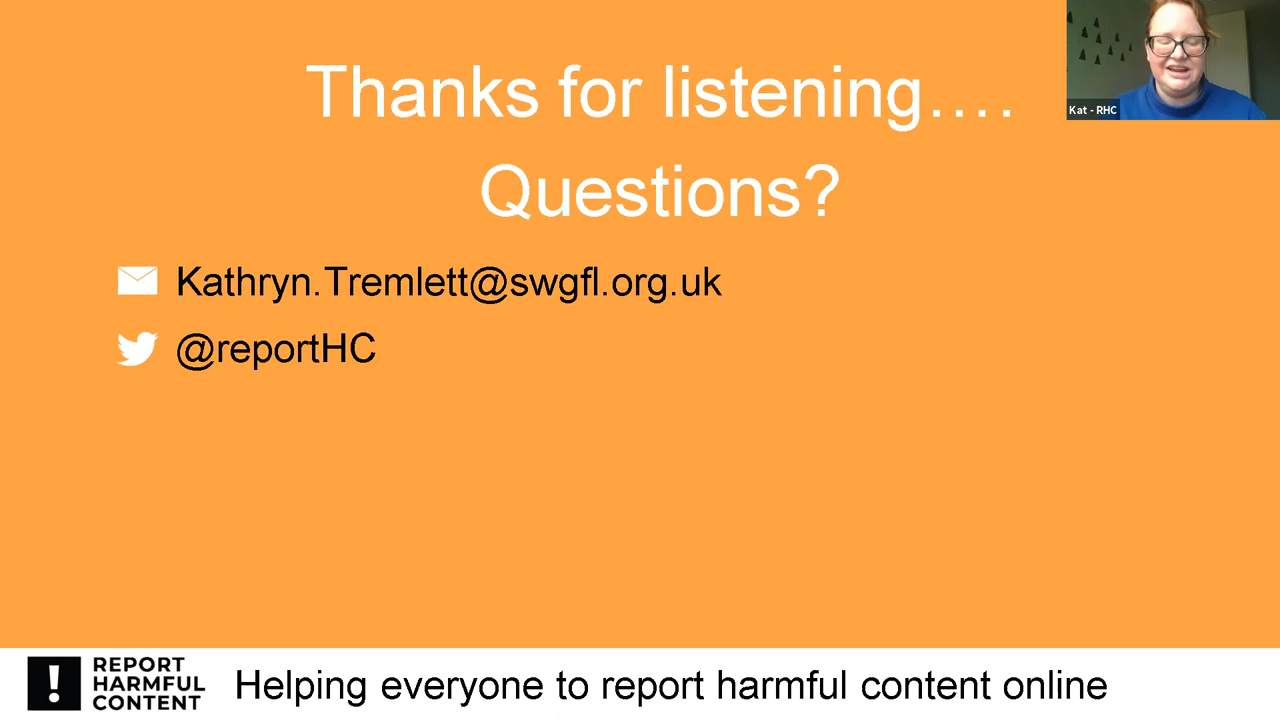 Thanks for listening….
Questions?
Kat - RHC
Kathryn.Tremlett@swgfl.org.uk
@reportHC
!
REPORT
HARMFUL
CONTENT
Helping everyone to report harmful content online